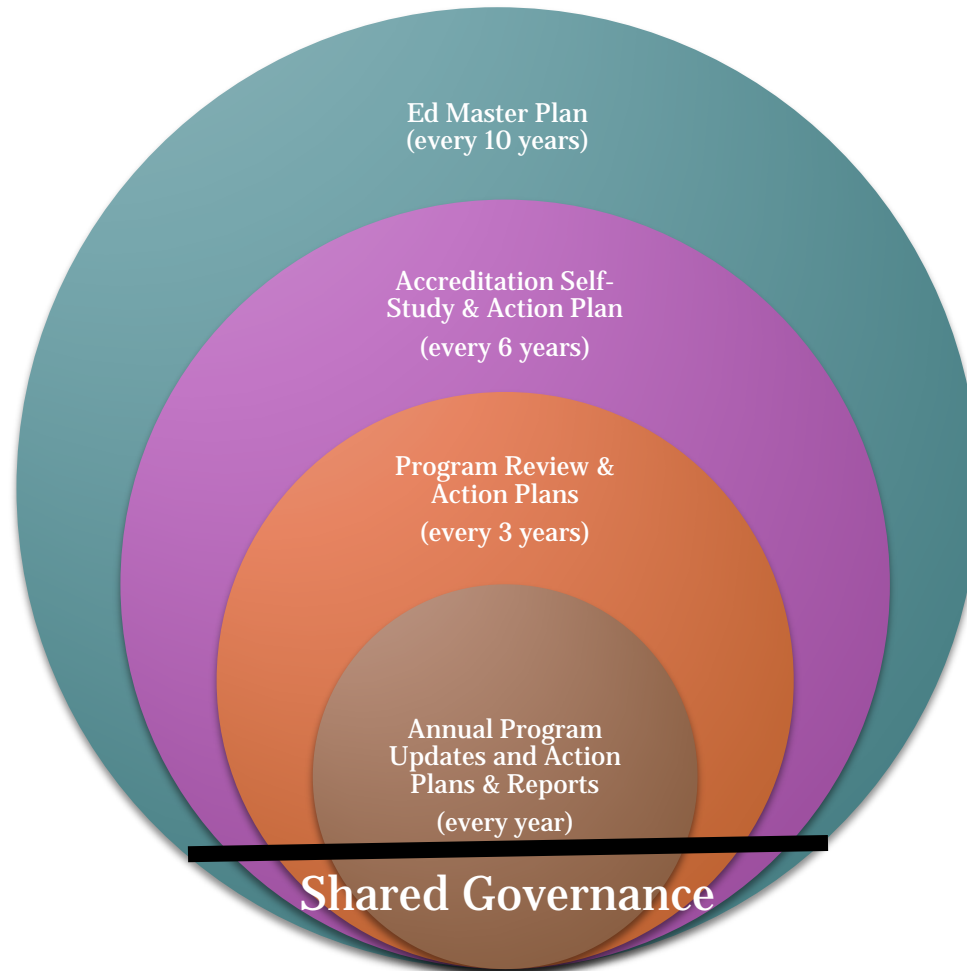 Ed Master Plan
(every 10 years)
Accreditation Self-
Study & Action Plan
(every 6 years)
Program Review &
Action Plans
(every 3 years)
Annual Program
Updates and Action
Plans & Reports
(every year)
Shared Governance